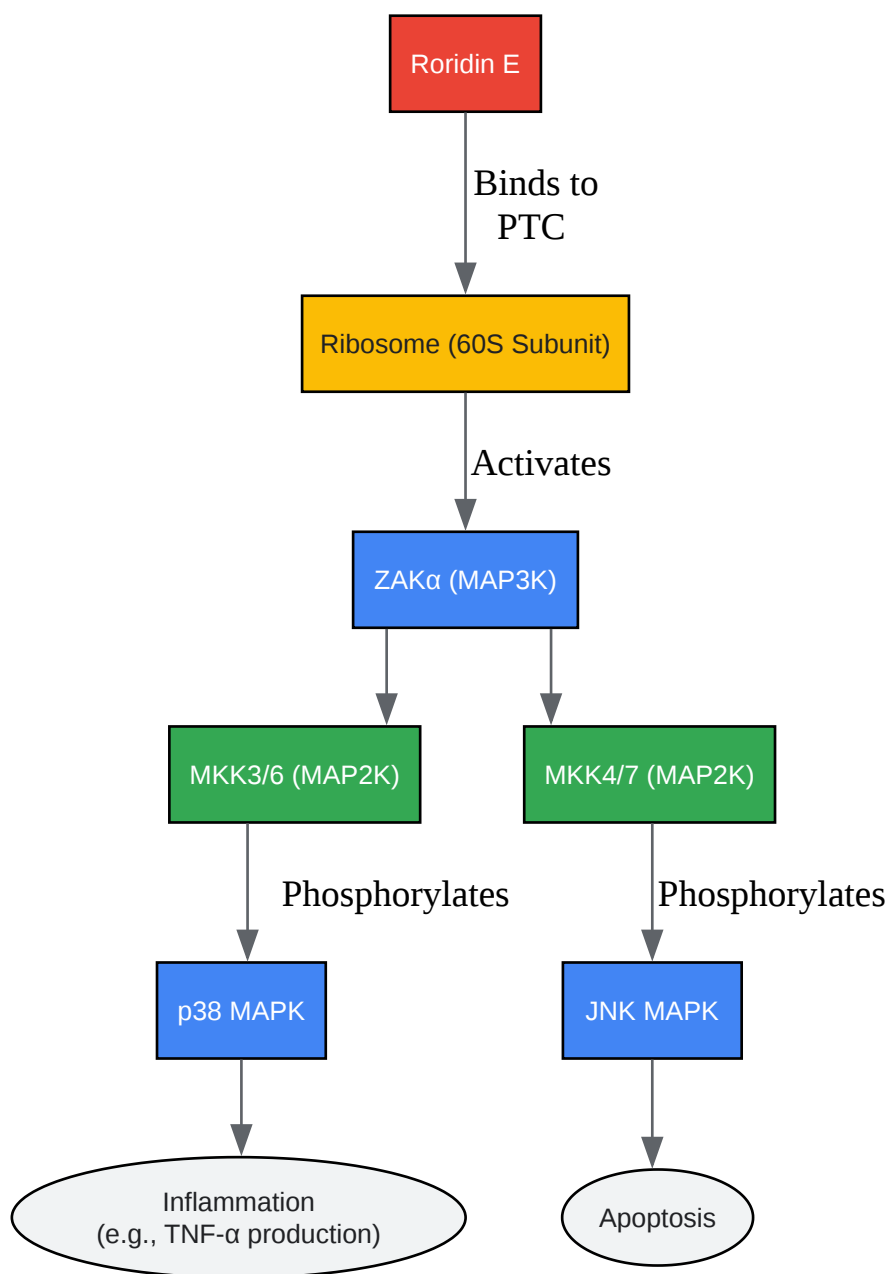 Roridin E
Binds to
PTC
Ribosome (60S Subunit)
Activates
ZAKα (MAP3K)
MKK3/6 (MAP2K)
MKK4/7 (MAP2K)
Phosphorylates
Phosphorylates
p38 MAPK
JNK MAPK
Inflammation
(e.g., TNF-α production)
Apoptosis